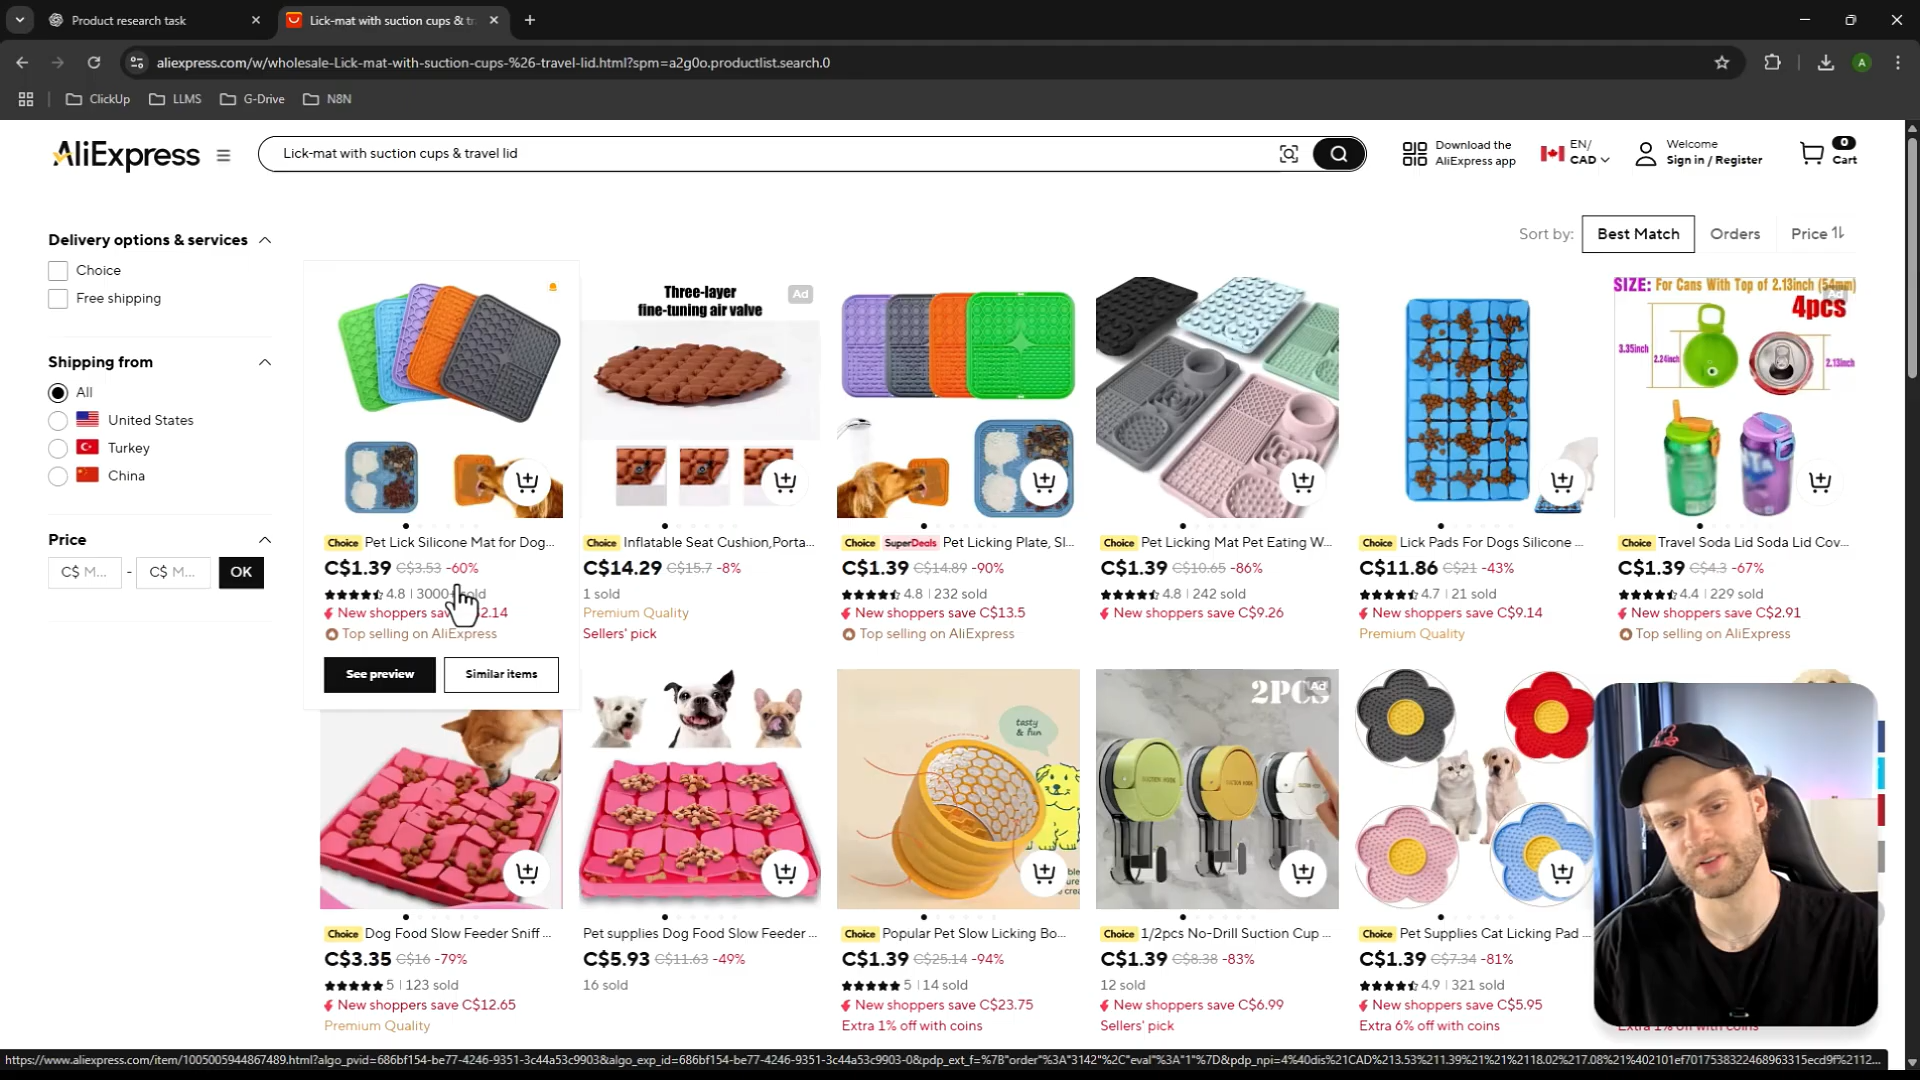 Product research task
Lick-mat with suction cups & tr
aliexpress.com/w/wholesale-Lick-mat-with-suction-cups-%26-travel-lid.html?spm=a2g0o.productlist.search.0
A
ClickUp
LLMS
G-Drive
N8N
AliExpress
Lick-mat with suction cups & travel lid
Download the
AliExpress app
EN/
CAD
Welcome
Sign in / Register
0
Cart
Delivery options & services
Choice
Free shipping
Shipping from
All
United States
Turkey
China
Price
C$ M...
-
C$ M...
OK
Sort by:
Best Match
Orders
Price
Choice Pet Lick Silicone Mat for Dog...
C$1.39 C$3.53 -60%
4.8 | 3000+ sold
Top selling on AliExpress
See preview
Similar items
Three-layer
fine-tuning air valve
Ad
Choice Inflatable Seat Cushion,Porta...
C$14.29 C$15.7 -8%
1 sold
Premium Quality
Sellers' pick
Choice SuperDeals Pet Licking Plate, Sl...
C$1.39 C$14.89 -90%
4.8 | 232 sold
New shoppers save C$13.5
Top selling on AliExpress
Choice Pet Licking Mat Pet Eating W...
C$1.39 C$10.65 -86%
4.8 | 242 sold
New shoppers save C$9.26
Choice Lick Pads For Dogs Silicone ...
C$11.86 C$21 -43%
4.7 | 21 sold
New shoppers save C$9.14
Premium Quality
SIZE: For Cans With Top of 2.13inch (54mm)
4pcs
3.35inch
2.24inch
2.13inch
Choice Travel Soda Lid Soda Lid Cov...
C$1.39 C$4.3 -67%
4.4 | 229 sold
New shoppers save C$2.91
Top selling on AliExpress
Choice Dog Food Slow Feeder Sniff ...
C$3.35 C$16 -79%
5 | 123 sold
New shoppers save C$12.65
Premium Quality
Pet supplies Dog Food Slow Feeder ...
C$5.93 C$11.63 -49%
16 sold
tasty
& fun
Choice Popular Pet Slow Licking Bo...
C$1.39 C$25.14 -94%
5 | 14 sold
New shoppers save C$23.75
Extra 1% off with coins
2PCS
Ad
SUCTION HOOK
Choice 1/2pcs No-Drill Suction Cup ...
C$1.39 C$8.38 -83%
12 sold
New shoppers save C$6.99
Sellers' pick
Choice Pet Supplies Cat Licking Pad ...
C$1.39 C$7.34 -81%
4.9 | 321 sold
New shoppers save C$5.95
Extra 6% off with coins